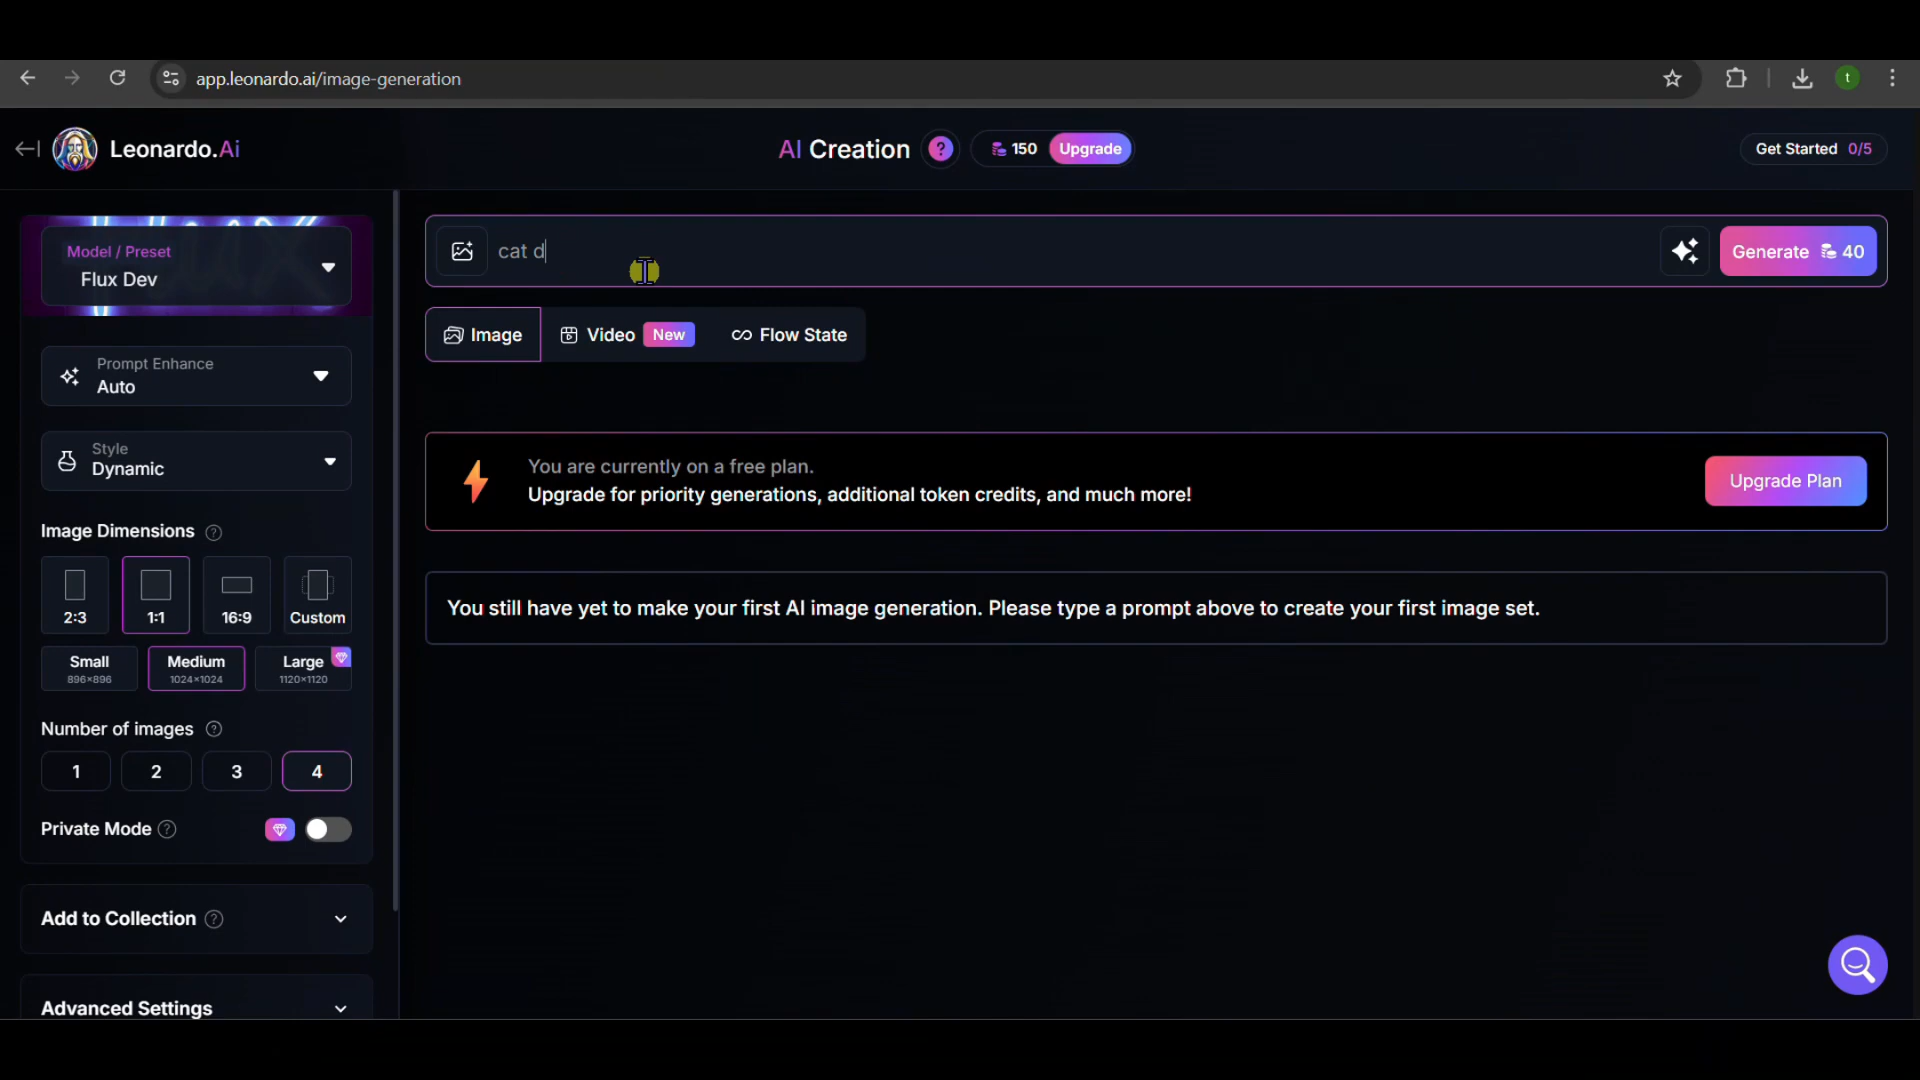 app.leonardo.ai/image-generation
t
Leonardo.Ai
AI Creation ? 150 Upgrade
Get Started 0/5
Model / Preset
Flux Dev
cat d
Generate 40
Image
Video New
Flow State
Prompt Enhance
Auto
Style
Dynamic
You are currently on a free plan.
Upgrade for priority generations, additional token credits, and much more!
Upgrade Plan
Image Dimensions ?
2:3 1:1 16:9 Custom
Small Medium Large
896×896 1024×1024 1120×1120
You still have yet to make your first AI image generation. Please type a prompt above to create your first image set.
Number of images ?
1 2 3 4
Private Mode ?
Add to Collection ?
Advanced Settings